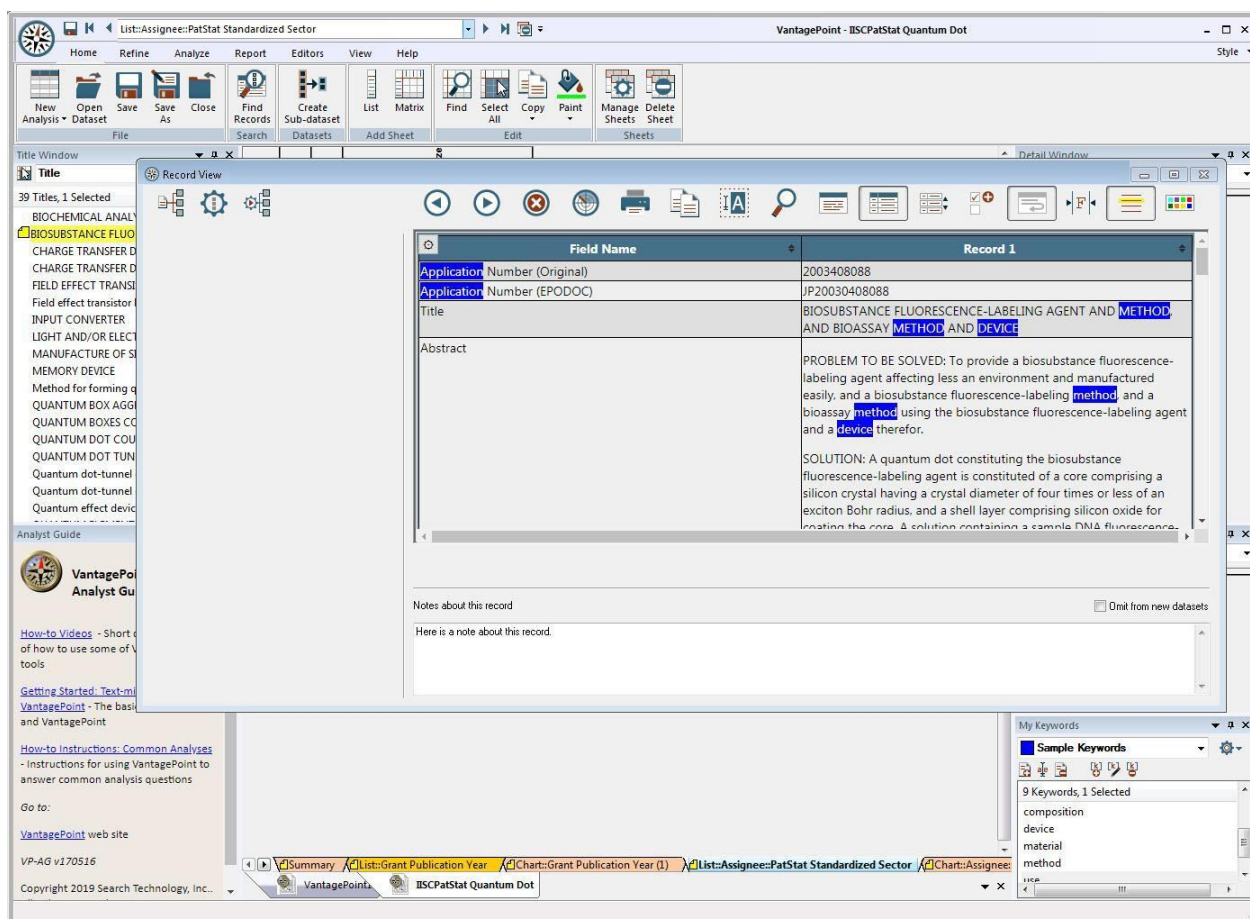 List::Assignee::PatStat Standardized Sector
VantagePoint - IISCPatStat Quantum Dot
Home Refine Analyze Report Editors View Help
Style
New Analysis
Open Dataset
Save
Save As
Close
Find Records
Create Sub-dataset
List
Matrix
Find
Select All
Copy
Paint
Manage Sheets
Delete Sheet
File
Search
Datasets
Add Sheet
Edit
Sheets
Title Window
Title
39 Titles, 1 Selected
BIOCHEMICAL ANALY
BIOSUBSTANCE FLUO
CHARGE TRANSFER D
CHARGE TRANSFER D
FIELD EFFECT TRANSI
Field effect transistor
INPUT CONVERTER
LIGHT AND/OR ELECT
MANUFACTURE OF
MEMORY DEVICE
Method for forming q
QUANTUM BOX AGG
QUANTUM BOXES CO
QUANTUM DOT COU
QUANTUM DOT TUN
Quantum dot-tunnel
Quantum dot-tunnel
Quantum effect devic
Detail Window
Record View
Field Name
Record 1
Application Number (Original)
2003408088
Application Number (EPODOC)
JP20030408088
Title
BIOSUBSTANCE FLUORESCENCE-LABELING AGENT AND METHOD,
AND BIOASSAY METHOD AND DEVICE
Abstract
PROBLEM TO BE SOLVED: To provide a biosubstance fluorescence-
labeling agent affecting less an environment and manufactured
easily, and a biosubstance fluorescence-labeling method, and a
bioassay method using the biosubstance fluorescence-labeling agent
and a device therefor.
SOLUTION: A quantum dot constituting the biosubstance
fluorescence-labeling agent is constituted of a core comprising a
silicon crystal having a crystal diameter of four times or less of an
exciton Bohr radius, and a shell layer comprising silicon oxide for
coating the core. A solution containing a sample DNA fluorescence-
Notes about this record
Omit from new datasets
Here is a note about this record.
Analyst Guide
VantagePoi
Analyst Gu
How-to Videos - Short
of how to use some of
tools
Getting Started: Text-mi
VantagePoint - The basi
and VantagePoint
How-to Instructions: Common Analyses
- Instructions for using VantagePoint to
answer common analysis questions
Go to:
VantagePoint web site
VP-AG v170516
Copyright 2019 Search Technology, Inc..
My Keywords
Sample Keywords
9 Keywords, 1 Selected
composition
device
material
method
use
Summary
List::Grant Publication Year
Chart::Grant Publication Year (1)
List::Assignee::PatStat Standardized Sector
Chart::Assignee:
VantagePoint
IISCPatStat Quantum Dot